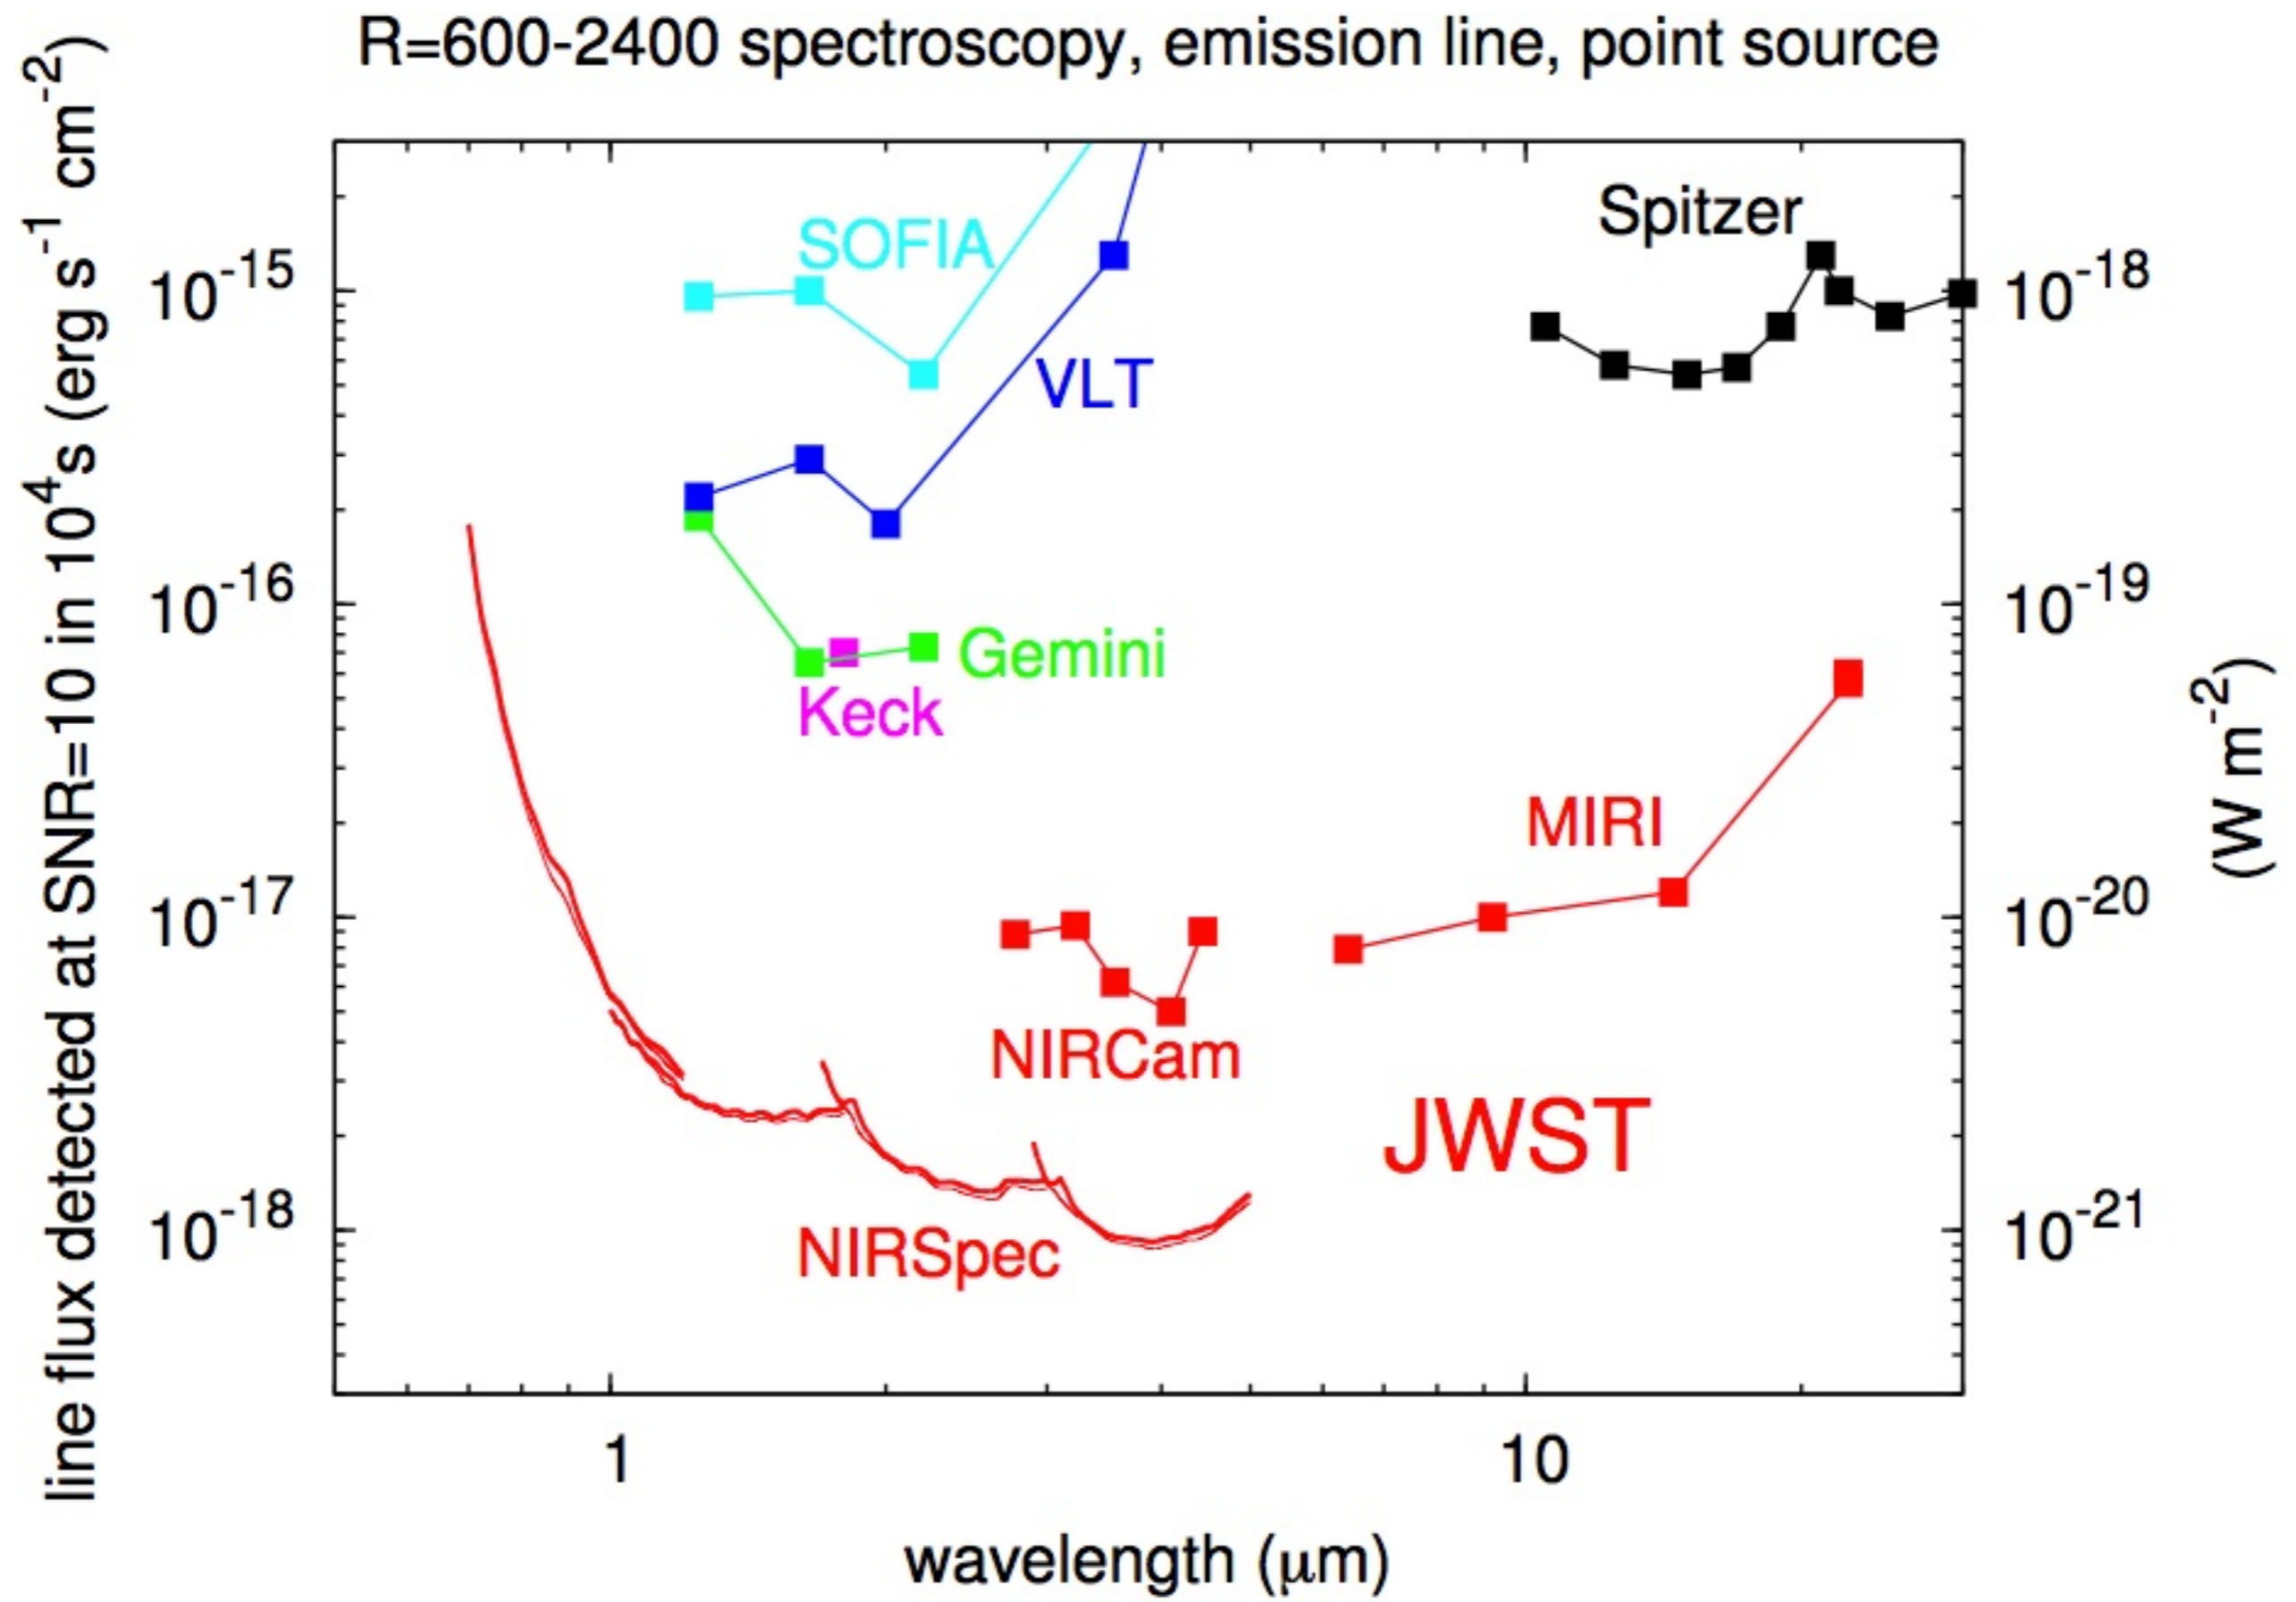 R=600-2400 spectroscopy, emission line, point source
line flux detected at SNR=10 in 10⁴s (erg s⁻¹ cm⁻²)
10⁻¹⁵
10⁻¹⁶
10⁻¹⁷
10⁻¹⁸
SOFIA
VLT
Gemini
Keck
Spitzer
MIRI
NIRCam
JWST
NIRSpec
10⁻¹⁸
10⁻¹⁹
10⁻²⁰
10⁻²¹
(W m⁻²)
1
10
wavelength (μm)